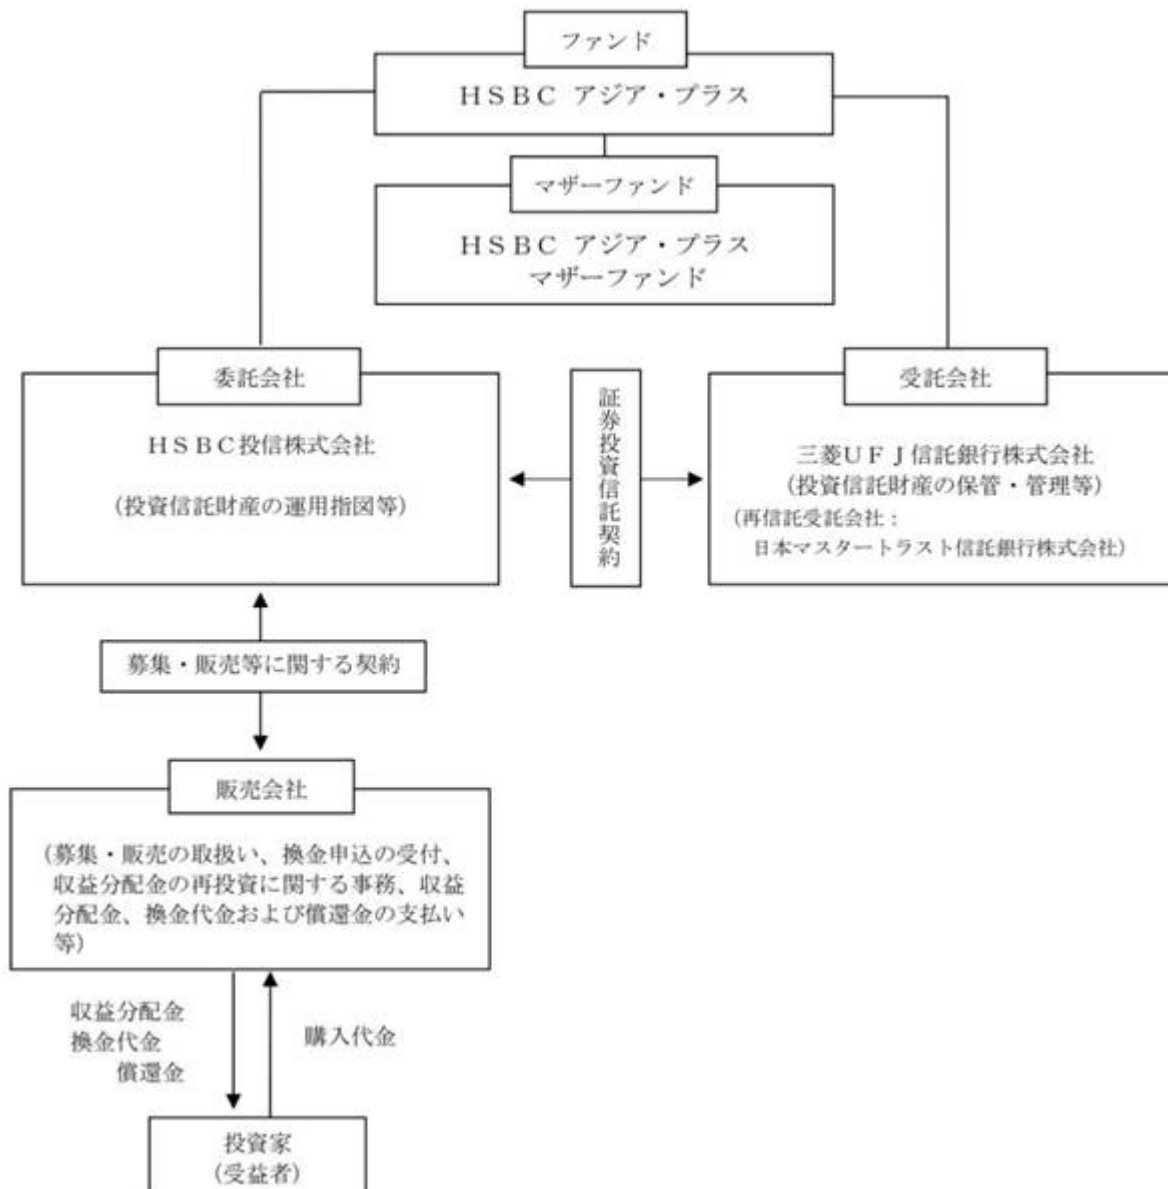 ファンド
HSBC アジア・プラス
マザーファンド
HSBC アジア・プラス
マザーファンド
委託会社
HSBC投信株式会社
(投資信託財産の運用指図等)
証券投資信託契約
受託会社
三菱UFJ信託銀行株式会社
(投資信託財産の保管・管理等)
(再信託受託会社:
日本マスタートラスト信託銀行株式会社)
募集・販売等に関する契約
販売会社
(募集・販売の取扱い、換金申込の受付、
収益分配金の再投資に関する事務、収益
分配金、換金代金および償還金の支払い
等)
収益分配金
換金代金
償還金
購入代金
投資家
(受益者)